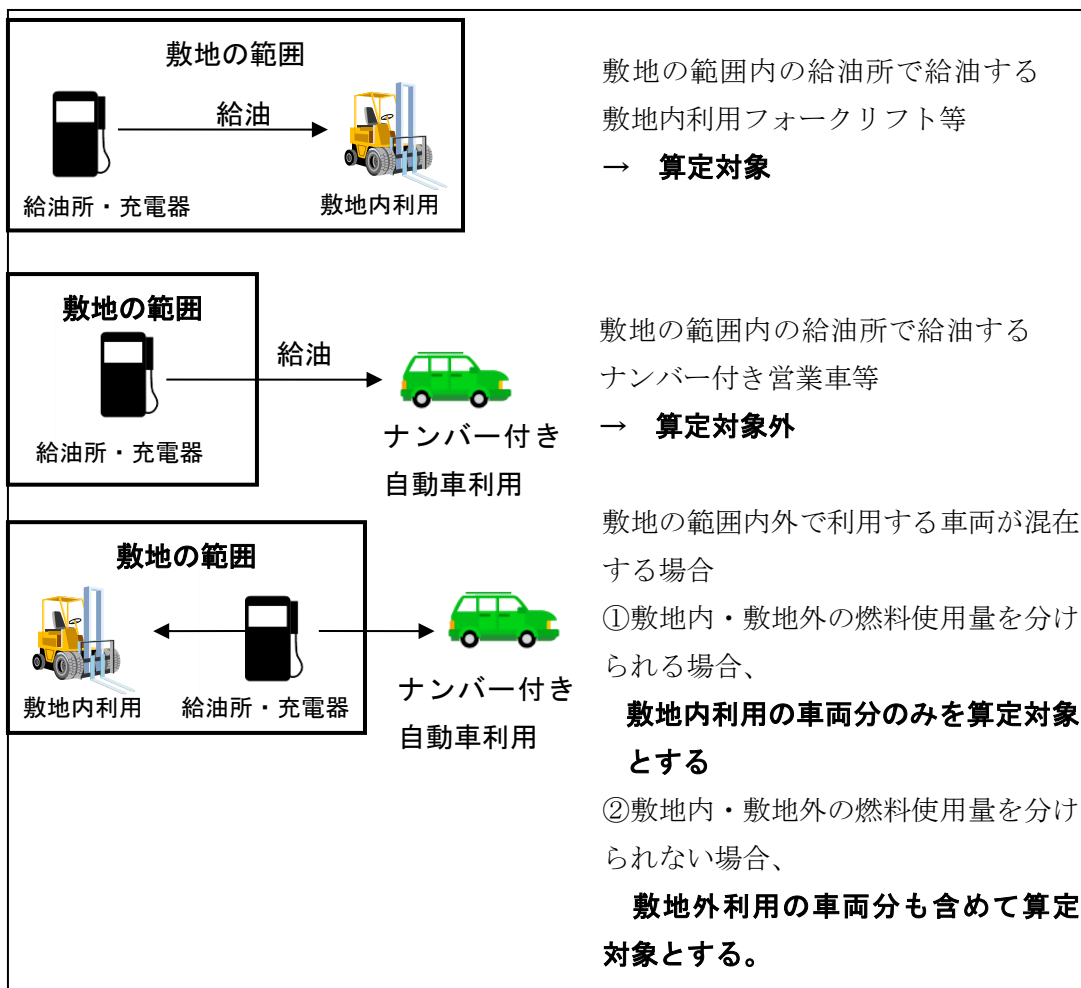 敷地の範囲
給油
給油所・充電器
敷地内利用
敷地の範囲内の給油所で給油する
敷地内利用フォークリフト等
→ 算定対象
敷地の範囲
給油
給油所・充電器
ナンバー付き
自動車利用
敷地の範囲内の給油所で給油する
ナンバー付き営業車等
→ 算定対象外
敷地の範囲
敷地内利用
給油所・充電器
ナンバー付き
自動車利用
敷地の範囲内外で利用する車両が混在
する場合
①敷地内・敷地外の燃料使用量を分け
られる場合、
敷地内利用の車両分のみを算定対象
とする
②敷地内・敷地外の燃料使用量を分け
られない場合、
敷地外利用の車両分も含めて算定
対象とする。